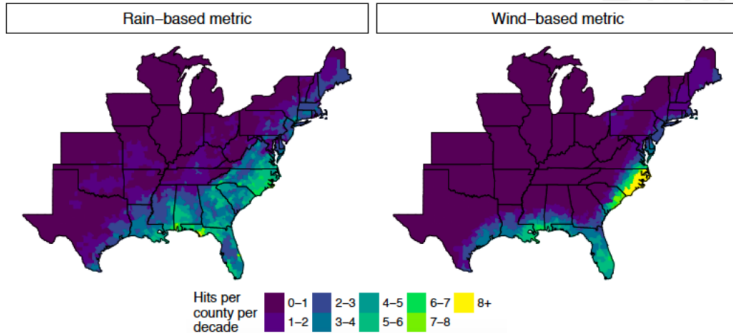 Rain−based metric
Wind−based metric
Hits per
county per
decade
0−1
2−3
4−5
6−7
8+
1−2
3−4
5−6
7−8